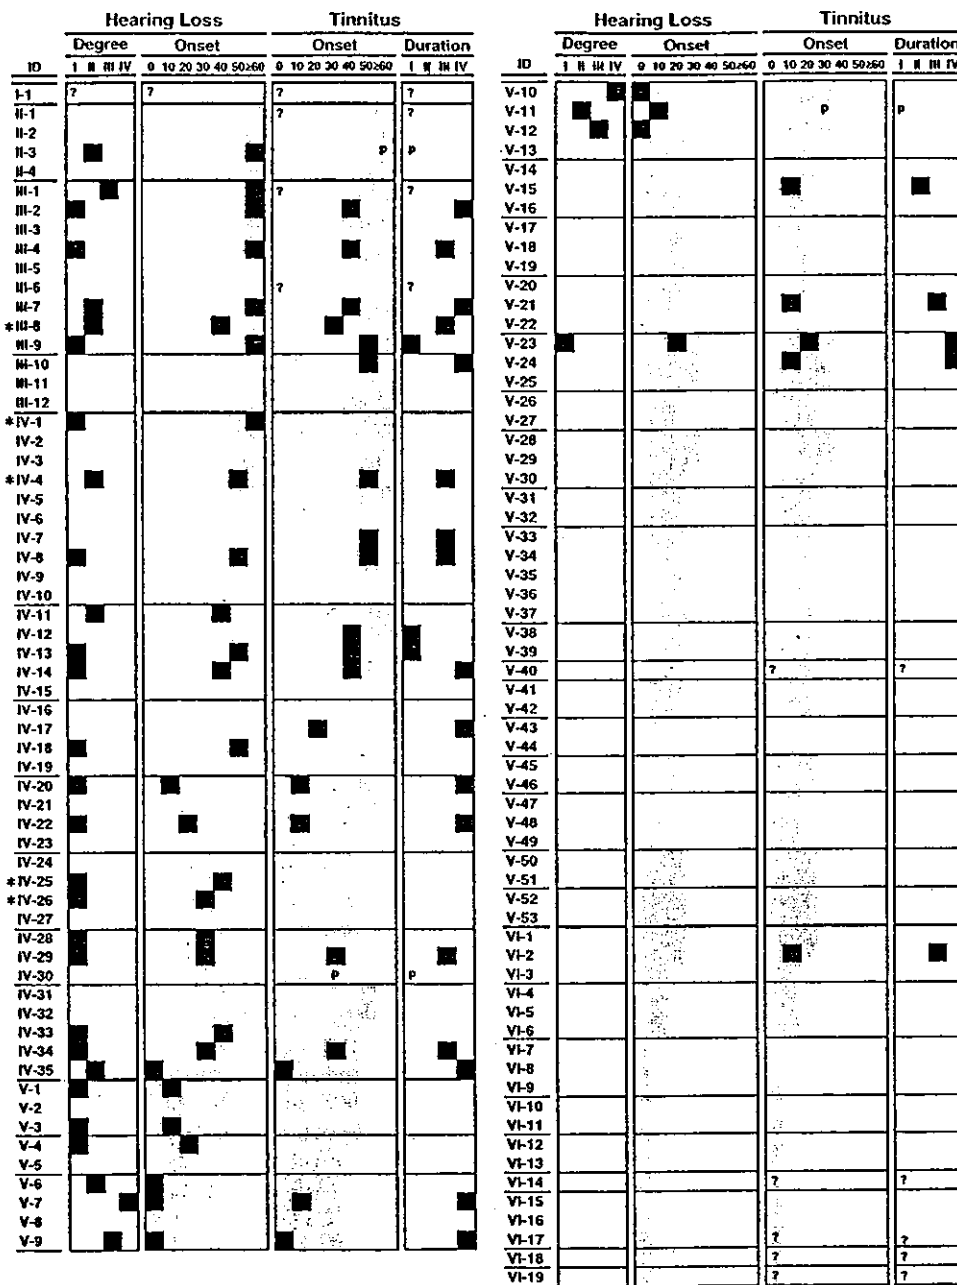 Hearing Loss Tinnitus
Degree Onset Onset Duration
ID I II III IV 0 10 20 30 40 50 ≥60 0 10 20 30 40 50 ≥60 I II III IV
I-1 ? ? ? ?
II-1 ? ?
II-2
II-3 P P
II-4
III-1 ? ?
III-2
III-3
III-4
III-5
III-6 ? ?
III-7
*III-8
III-9
III-10
III-11
III-12
*IV-1
IV-2
IV-3
*IV-4
IV-5
IV-6
IV-7
IV-8
IV-9
IV-10
IV-11
IV-12
IV-13
IV-14
IV-15
IV-16
IV-17
IV-18
IV-19
IV-20
IV-21
IV-22
IV-23
IV-24
*IV-25
*IV-26
IV-27
IV-28
IV-29
IV-30 P P
IV-31
IV-32
IV-33
IV-34
IV-35
V-1
V-2
V-3
V-4
V-5
V-6
V-7
V-8
V-9
Hearing Loss Tinnitus
Degree Onset Onset Duration
ID I II III IV 0 10 20 30 40 50 ≥60 0 10 20 30 40 50 ≥60 I II III IV
V-10
V-11 P P
V-12
V-13
V-14
V-15
V-16
V-17
V-18
V-19
V-20
V-21
V-22
V-23
V-24
V-25
V-26
V-27
V-28
V-29
V-30
V-31
V-32
V-33
V-34
V-35
V-36
V-37
V-38
V-39
V-40 ? ?
V-41
V-42
V-43
V-44
V-45
V-46
V-47
V-48
V-49
V-50
V-51
V-52
V-53
VI-1
VI-2
VI-3
VI-4
VI-5
VI-6
VI-7
VI-8
VI-9
VI-10
VI-11
VI-12
VI-13
VI-14 ? ?
VI-15
VI-16
VI-17 ? ?
VI-18 ? ?
VI-19 ? ?